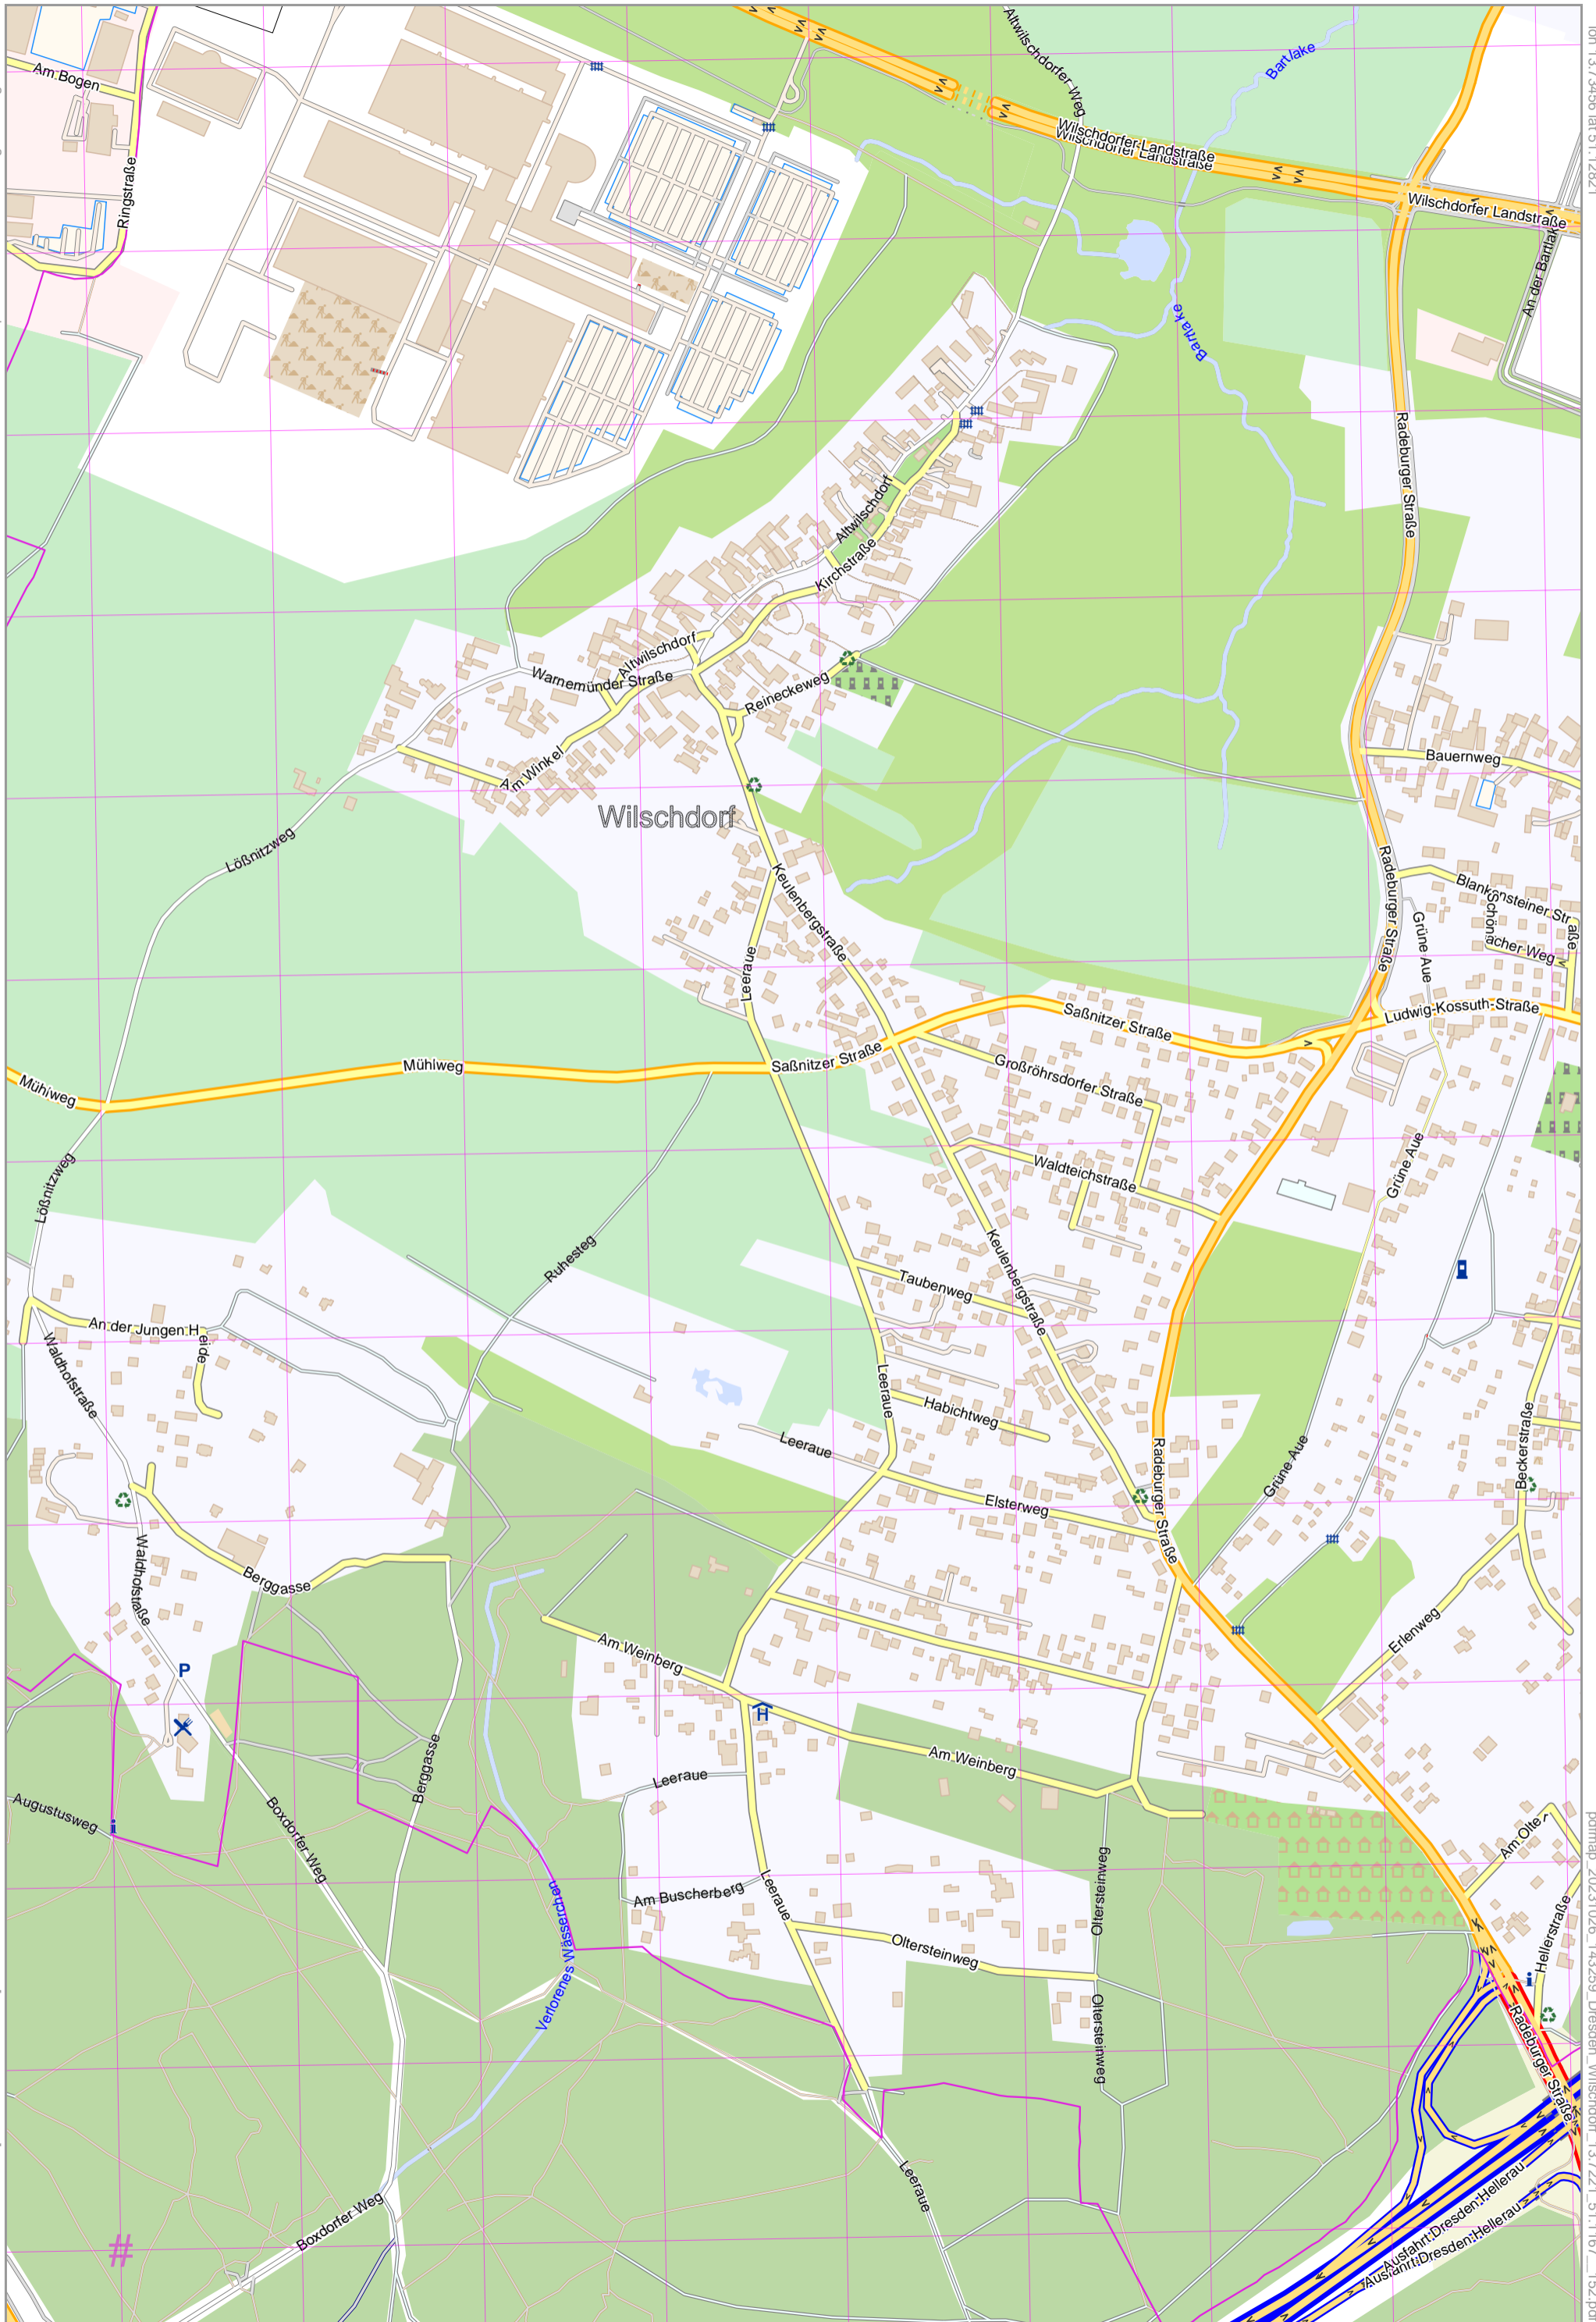 Altwilschdorfer Weg
Bartlake
Am Bogen
Ringstraße
Wilschdorfer Landstraße
Wilschdorfer Landstraße
Wilschdorfer Landstraße
An der Bartlake
Bartlake
Radeburger Straße
Altwilschdorf
Kirchstraße
Altwilschdorf
Warnemünder Straße
Reineckeweg
Am Winkel
Bauernweg
Wilschdorf
Lößnitzweg
Keulenbergstraße
Radeburger Straße
Blankensteiner Straße
Grüne Aue
Leeraue
Saßnitzer Straße
Ludwig-Kossuth-Straße
Saßnitzer Straße
Großröhrsdorfer Straße
Mühlweg
Mühlweg
Waldteichstraße
Grüne Aue
Lößnitzweg
Ruhesteg
Keulenbergstraße
Taubenweg
An der Jungen Heide
Waldhofstraße
Leeraue
Habichtweg
Leeraue
Radeburger Straße
Grüne Aue
Beckerstraße
Elsterweg
Waldhofstraße
Berggasse
Erlenweg
Am Weinberg
P
H
Am Weinberg
Leeraue
Berggasse
Augustusweg
i
Boxdorfer Weg
Am Olter
Oltersteinweg
Leeraue
Am Buscherberg
Verlorenes Wässerchen
Oltersteinweg
Hellerstraße
i
Oltersteinweg
Radeburger Straße
Leeraue
Boxdorfer Weg
#
Ausfahrt Dresden-Hellerau
Ausfahrt Dresden-Hellerau